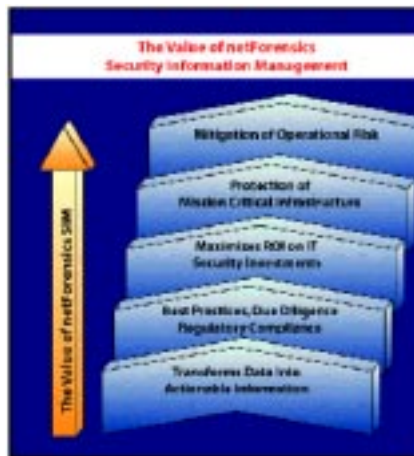 The Value of netForensics
Security Information Management
Mitigation of Operational Risk
Protection of
Mission Critical Infrastructure
Maximizes ROI on IT
Security Investments
Best Practices, Due Diligence
Regulatory Compliance
Transforms Data Into
Actionable Information
The Value of netForensics SIM